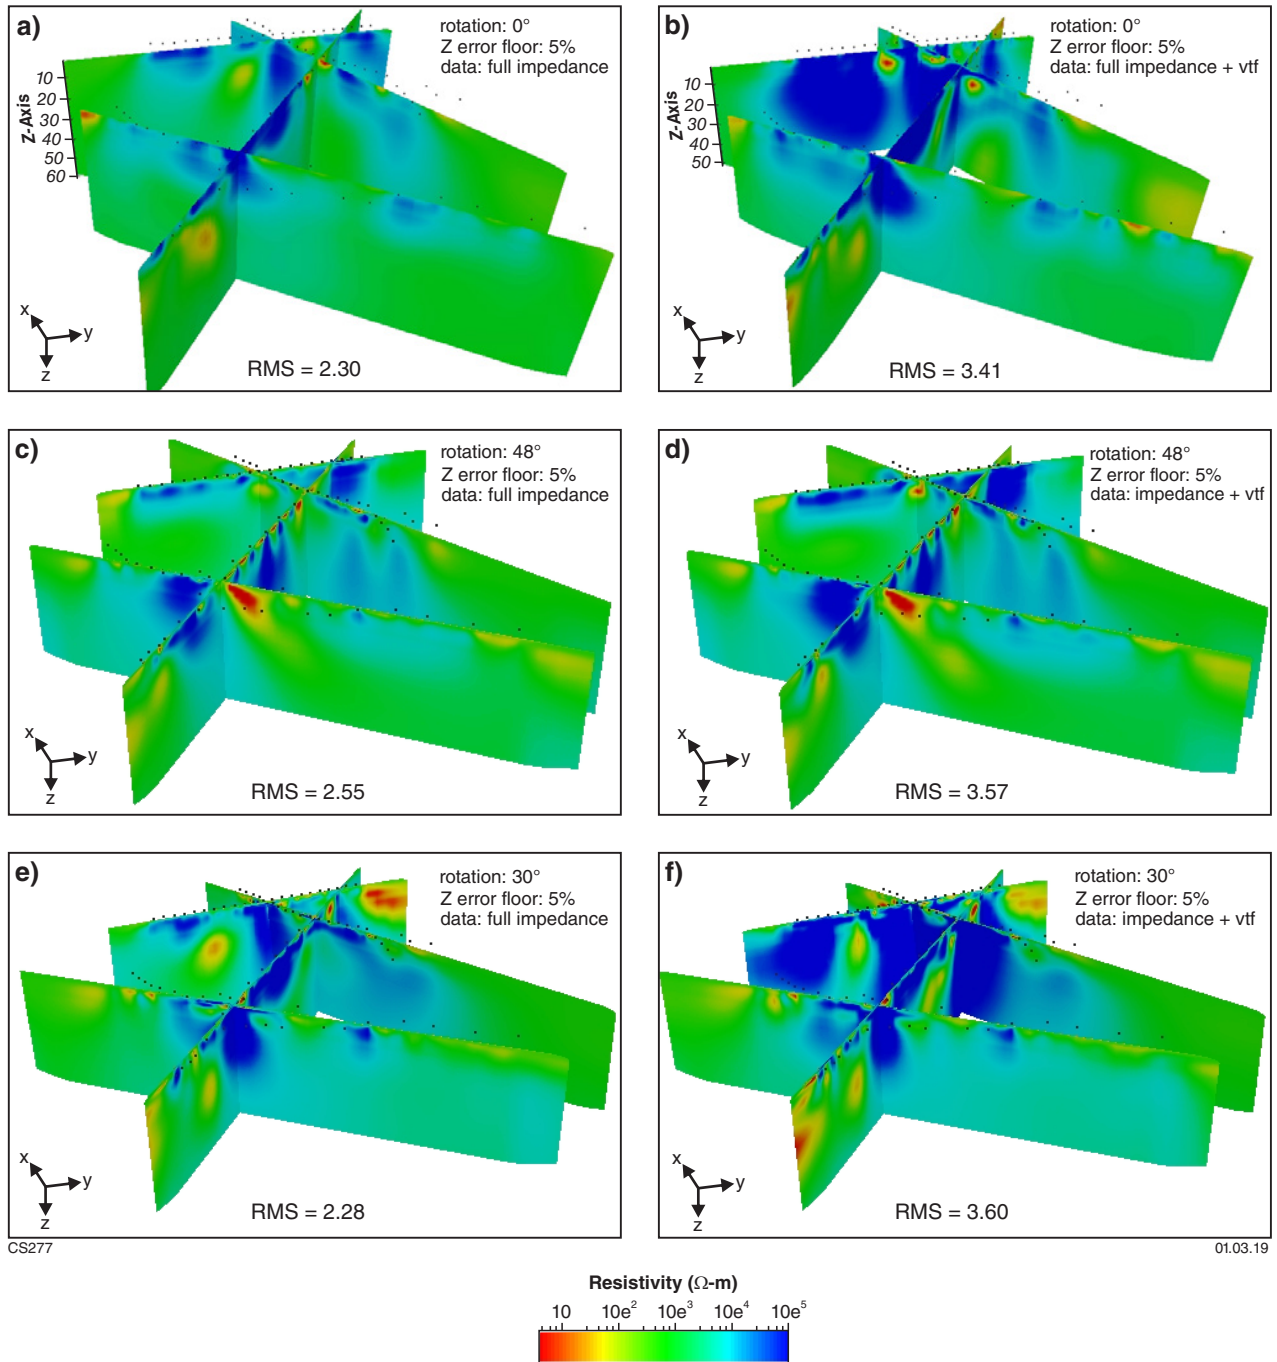 a)
rotation: 0°
Z error floor: 5%
data: full impedance
Z-Axis
10
20
30
40
50
60
x
y
z
RMS = 2.30
b)
rotation: 0°
Z error floor: 5%
data: full impedance + vtf
Z-Axis
10
20
30
40
50
x
y
z
RMS = 3.41
c)
rotation: 48°
Z error floor: 5%
data: full impedance
x
y
z
RMS = 2.55
d)
rotation: 48°
Z error floor: 5%
data: impedance + vtf
x
y
z
RMS = 3.57
e)
rotation: 30°
Z error floor: 5%
data: full impedance
x
y
z
RMS = 2.28
f)
rotation: 30°
Z error floor: 5%
data: impedance + vtf
x
y
z
RMS = 3.60
CS277
01.03.19
Resistivity (Ω-m)
10 10e² 10e³ 10e⁴ 10e⁵